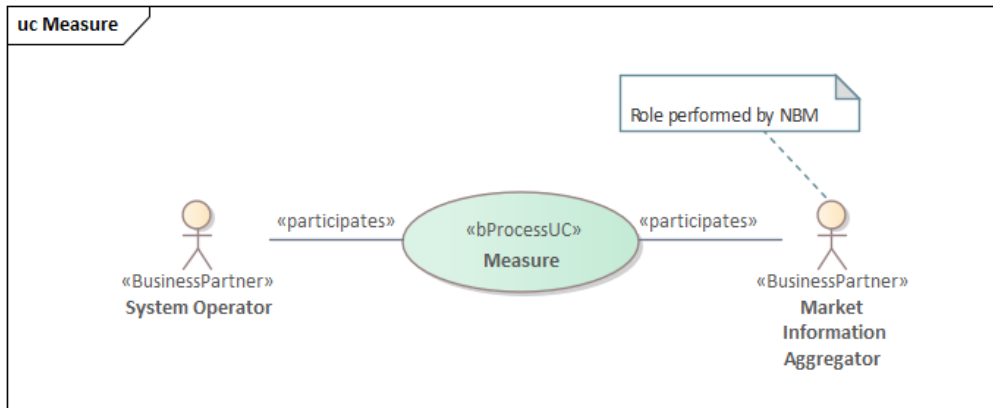 uc Measure
Role performed by NBM
«participates»
«bProcessUC»
Measure
«participates»
«BusinessPartner»
System Operator
«BusinessPartner»
Market
Information
Aggregator